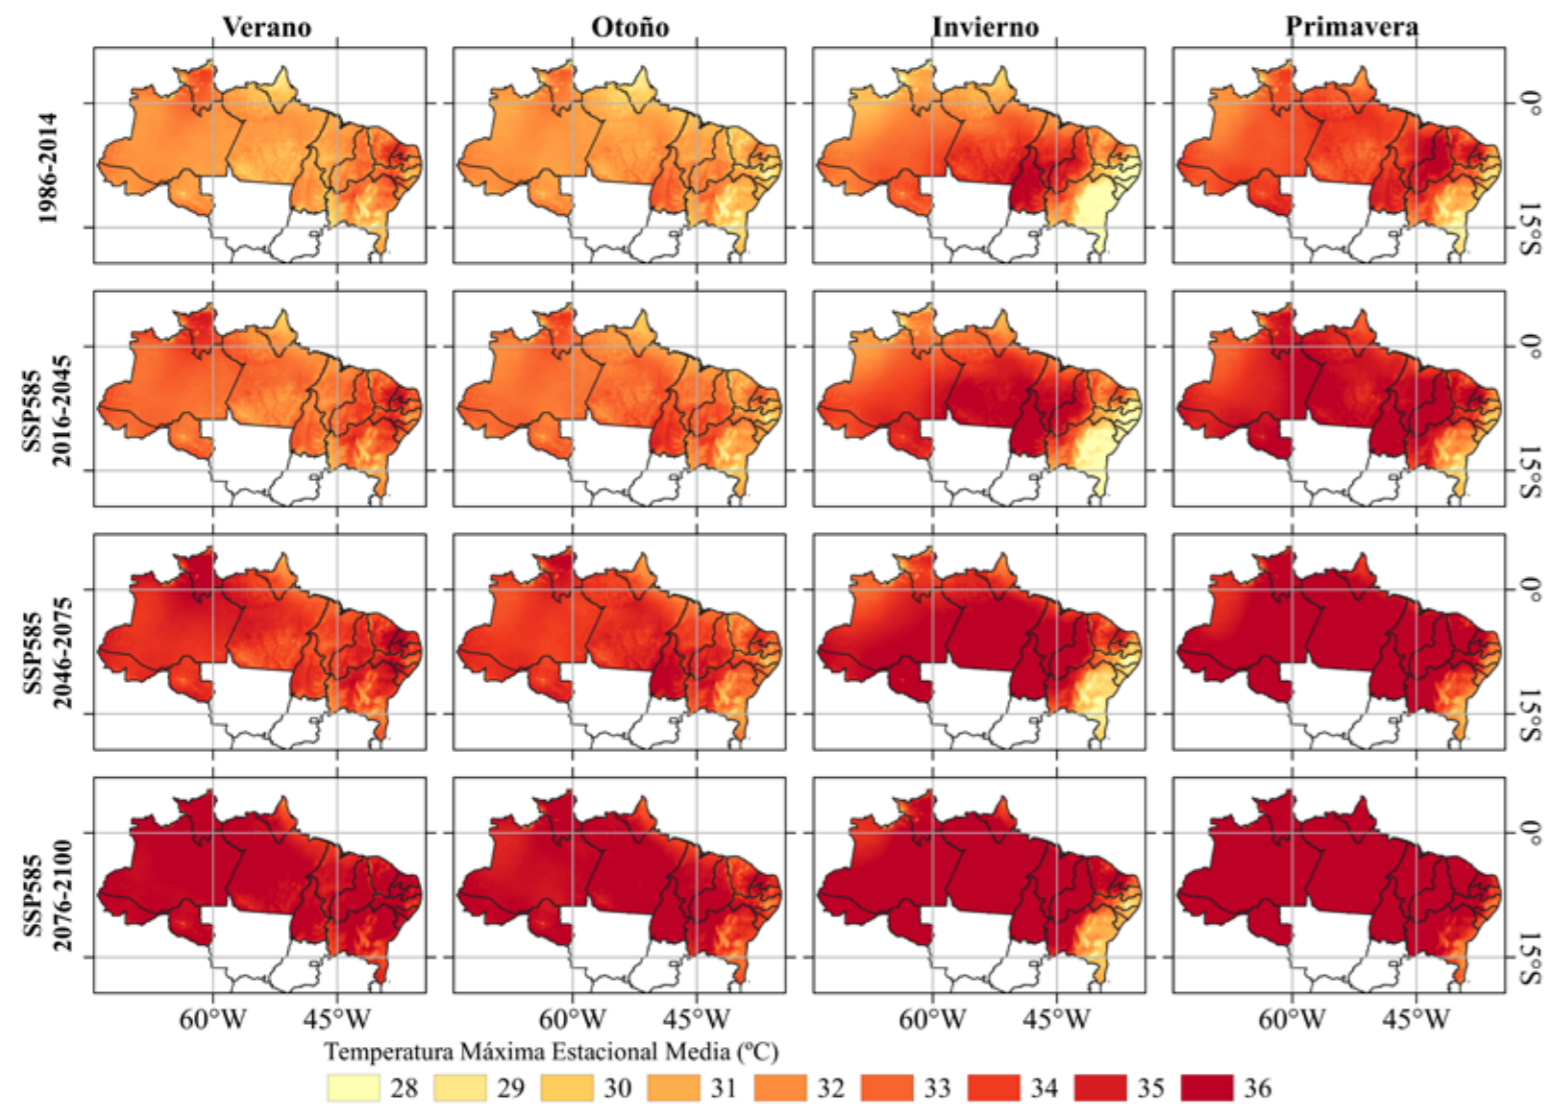 Verano Otoño Invierno Primavera
1986-2014
0°
15°S
SSP585
2016-2045
0°
15°S
SSP585
2046-2075
0°
15°S
SSP585
2076-2100
0°
15°S
60°W 45°W 60°W 45°W 60°W 45°W 60°W 45°W
Temperatura Máxima Estacional Media (ºC)
28 29 30 31 32 33 34 35 36